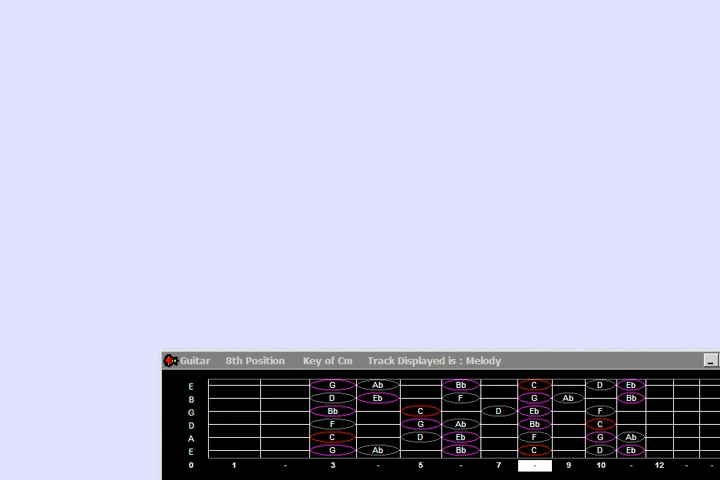 Guitar 8th Position Key of Cm Track Displayed is : Melody
E G Ab Bb C D Eb
B D Eb F G Ab Bb
G Bb C D Eb F
D F G Ab Bb C
A C D Eb F G Ab
E G Ab Bb C D Eb
0 1 - 3 - 5 - 7 - 9 10 - 12 - -